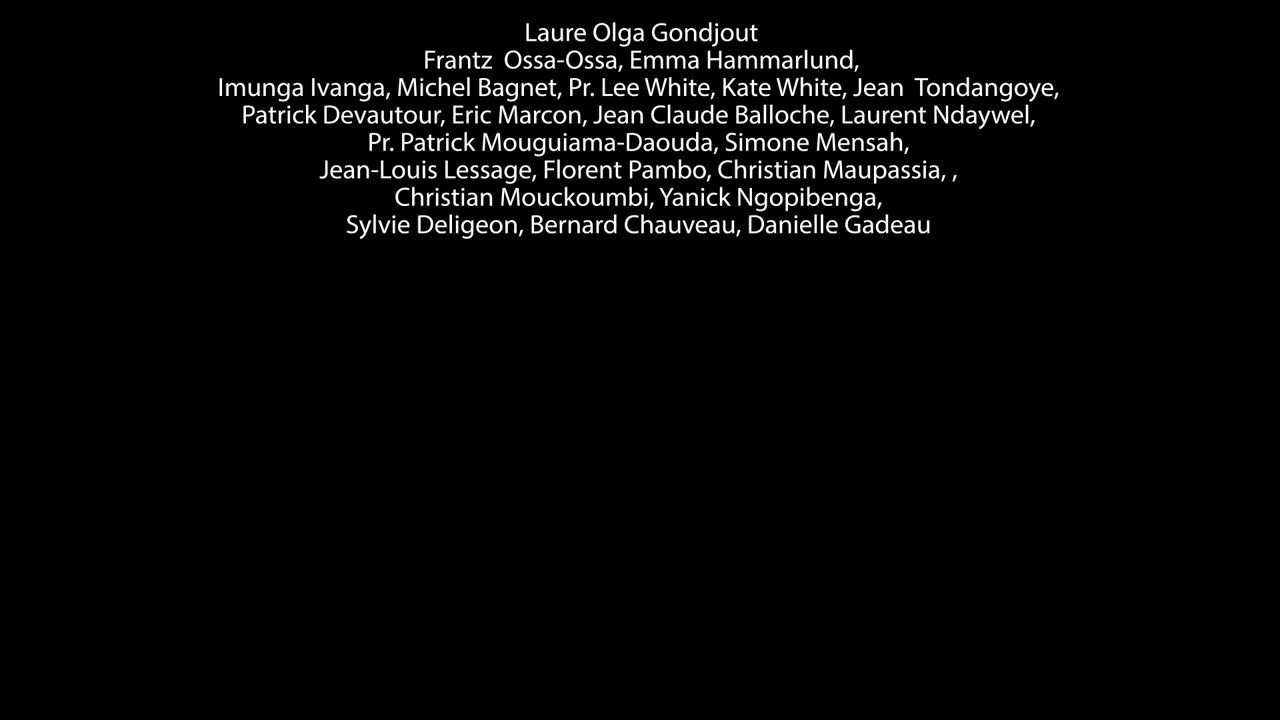 Laure Olga Gondjout
Frantz  Ossa-Ossa, Emma Hammarlund,
Imunga Ivanga, Michel Bagnet, Pr. Lee White, Kate White, Jean  Tondangoye,
Patrick Devautour, Eric Marcon, Jean Claude Balloche, Laurent Ndaywel,
Pr. Patrick Mouguiama-Daouda, Simone Mensah,
Jean-Louis Lessage, Florent Pambo, Christian Maupassia, ,
Christian Mouckoumbi, Yanick Ngopibenga,
Sylvie Deligeon, Bernard Chauveau, Danielle Gadeau